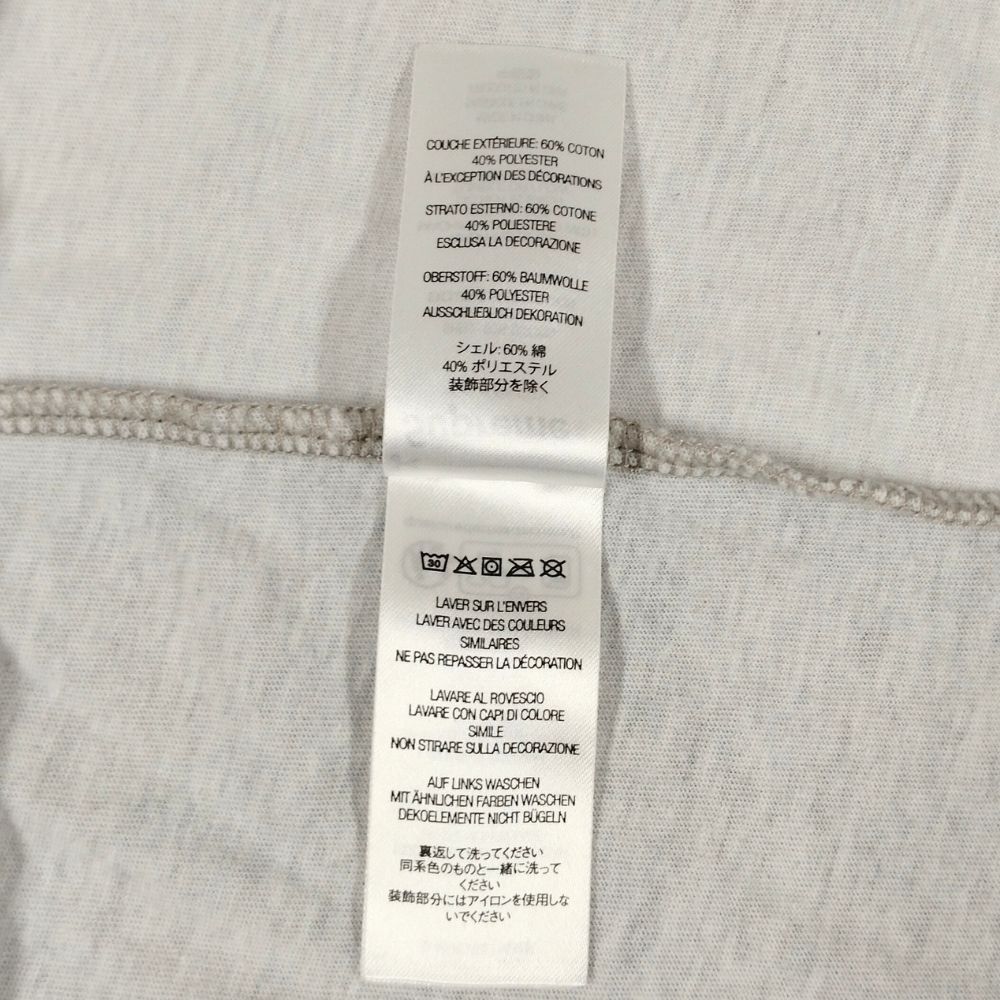 COUCHE EXTÉRIEURE: 60% COTON
40% POLYESTER
À L'EXCEPTION DES DÉCORATIONS
STRATO ESTERNO: 60% COTONE
40% POLIESTERE
ESCLUSA LA DECORAZIONE
OBERSTOFF: 60% BAUMWOLLE
40% POLYESTER
AUSSCHLIEßLICH DEKORATION
シェル: 60% 綿
40% ポリエステル
装飾部分を除く
30
LAVER SUR L'ENVERS
LAVER AVEC DES COULEURS
SIMILAIRES
NE PAS REPASSER LA DÉCORATION
LAVARE AL ROVESCIO
LAVARE CON CAPI DI COLORE
SIMILE
NON STIRARE SULLA DECORAZIONE
AUF LINKS WASCHEN
MIT ÄHNLICHEN FARBEN WASCHEN
DEKOELEMENTE NICHT BÜGELN
裏返して洗ってください
同系色のものと一緒に洗って
ください
装飾部分にはアイロンを使用しな
いでください